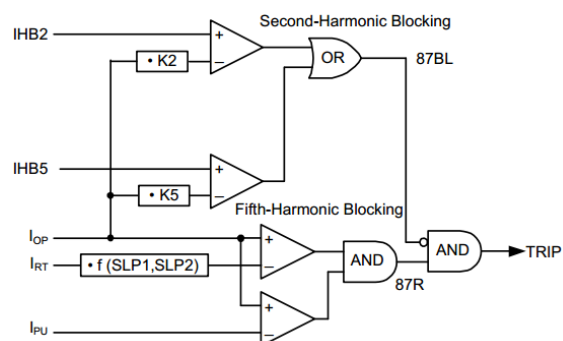 Second-Harmonic Blocking
IHB2
• K2
OR
87BL
IHB5
• K5
Fifth-Harmonic Blocking
IOP
IRT
• f (SLP1,SLP2)
AND
87R
AND
TRIP
IPU
+
−
+
−
+
−
+
−